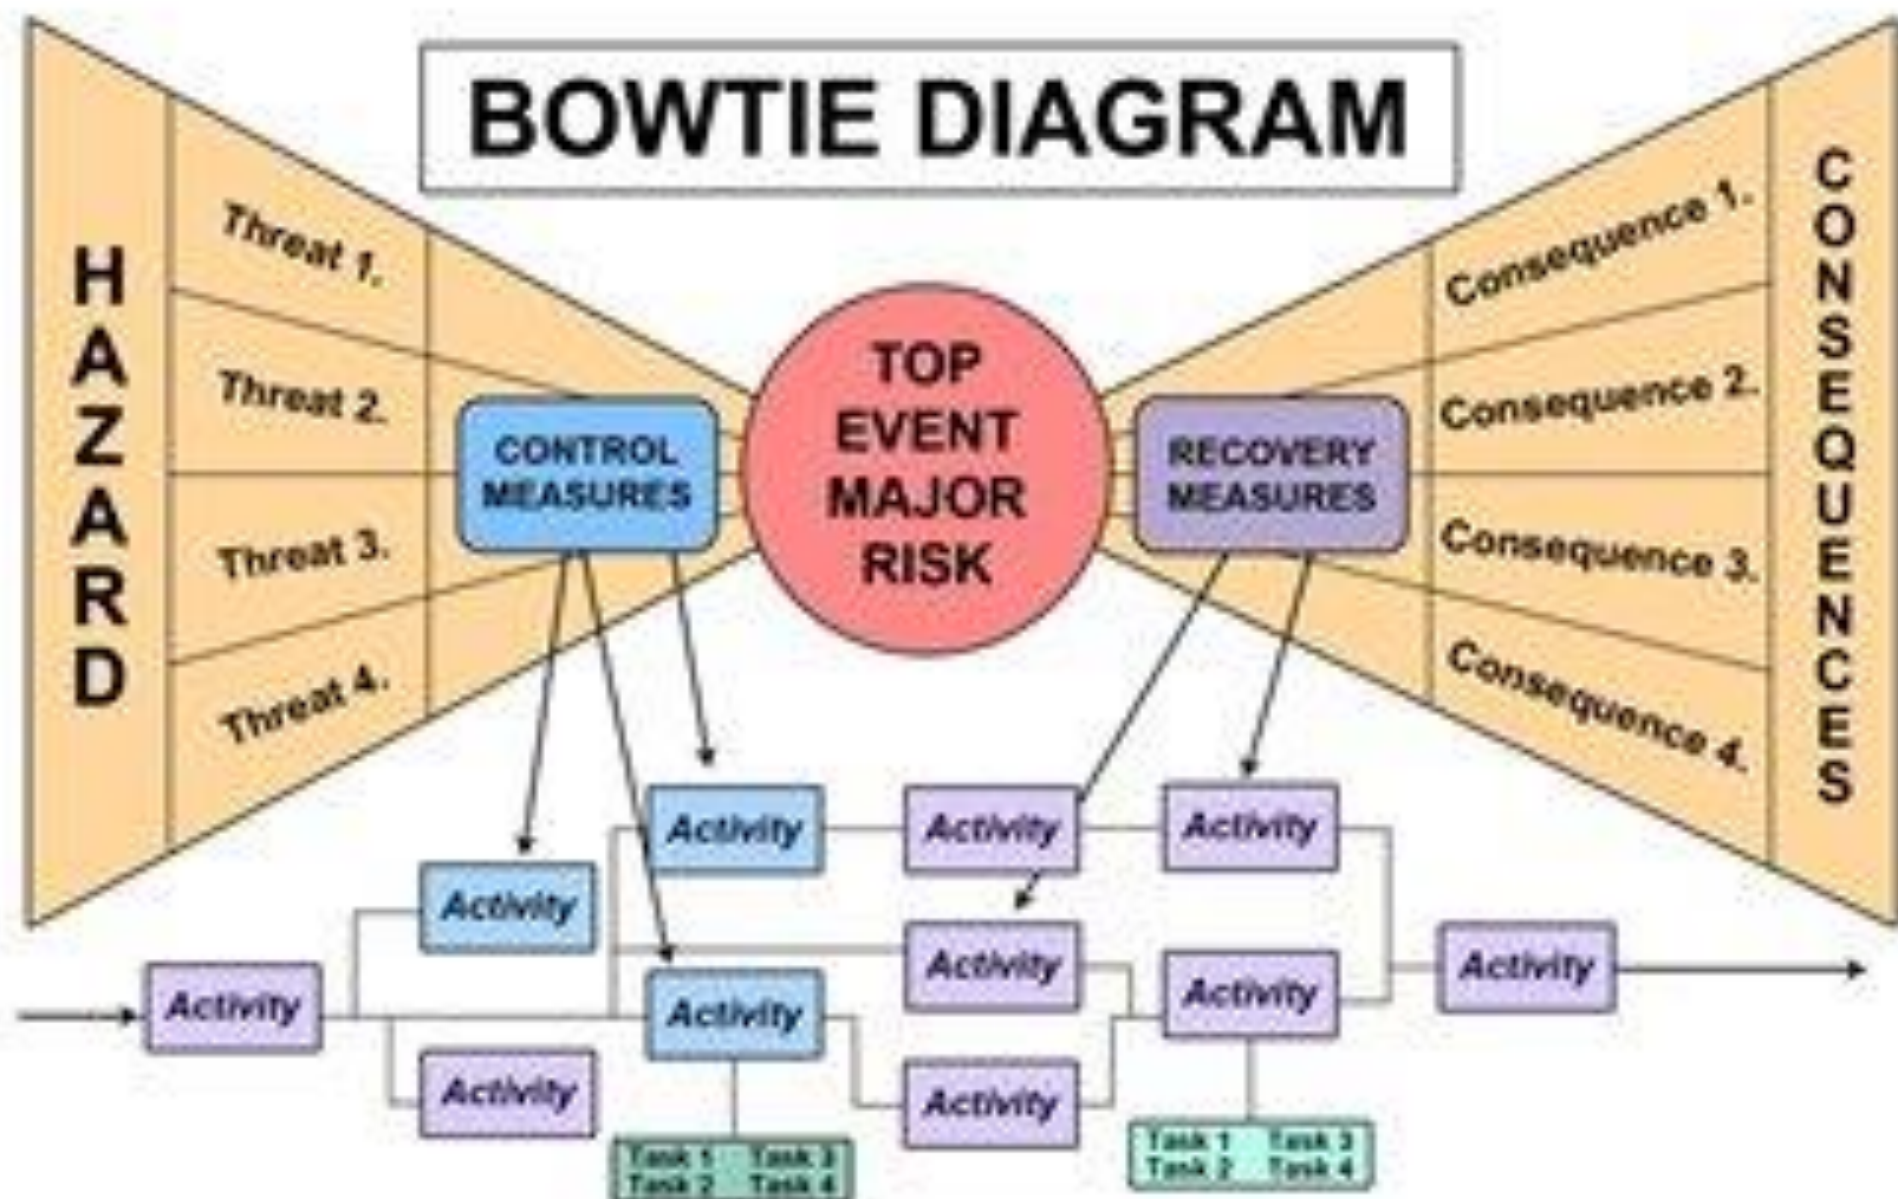 BOWTIE DIAGRAM
HAZARD
Threat 1.
Threat 2.
Threat 3.
Threat 4.
CONTROL
MEASURES
TOP
EVENT
MAJOR
RISK
RECOVERY
MEASURES
Consequence 1.
Consequence 2.
Consequence 3.
Consequence 4.
CONSEQUENCES
Activity
Activity
Activity
Activity
Activity
Activity
Activity
Activity
Activity
Activity
Activity
Task 1 Task 3
Task 2 Task 4
Task 1 Task 3
Task 2 Task 4